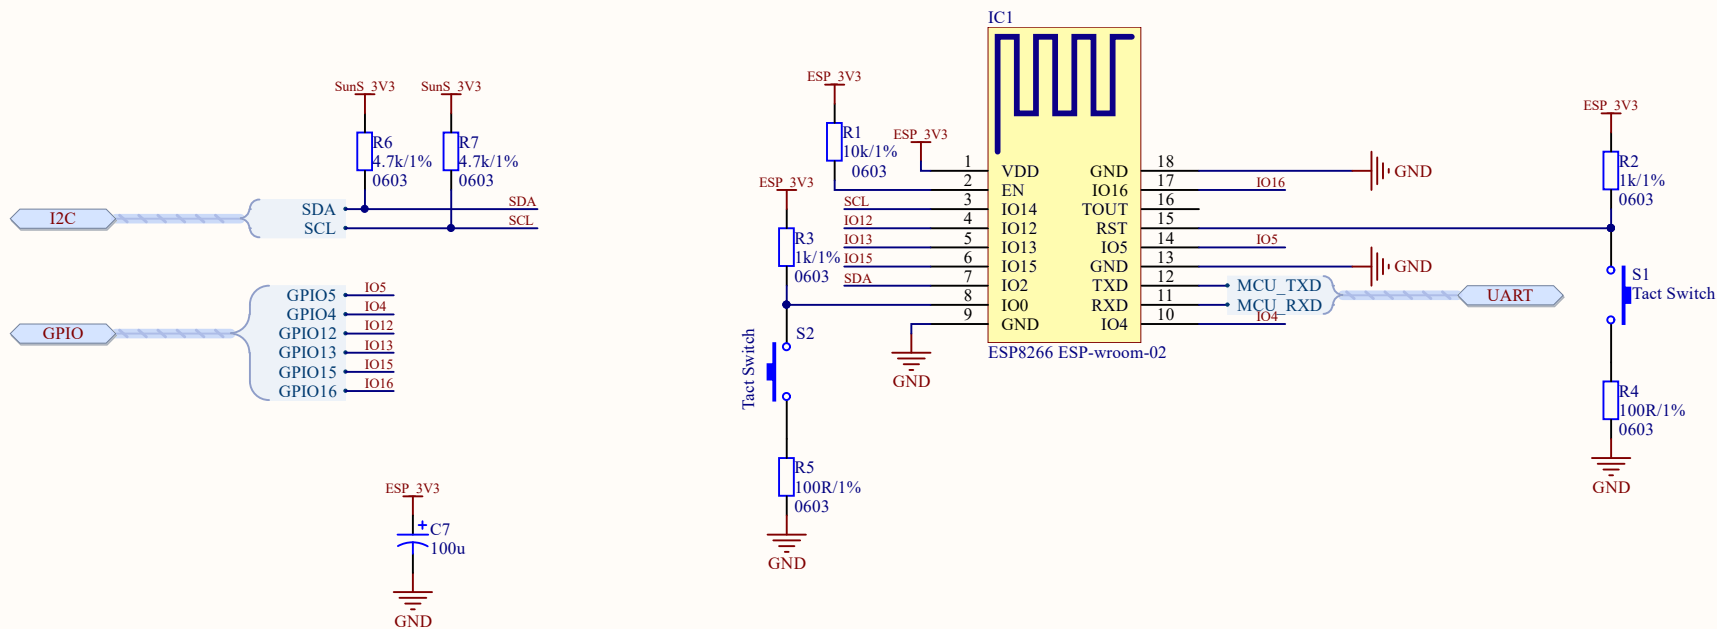 SunS_3V3
SunS_3V3
R6
4.7k/1%
0603
R7
4.7k/1%
0603
I2C
SDA
SCL
SDA
SCL
GPIO
GPIO5
GPIO4
GPIO12
GPIO13
GPIO15
GPIO16
IO5
IO4
IO12
IO13
IO15
IO16
ESP_3V3
+
C7
100u
GND
ESP_3V3
R1
10k/1%
0603
ESP_3V3
ESP_3V3
R3
1k/1%
0603
SCL
IO12
IO13
IO15
SDA
S2
Tact Switch
R5
100R/1%
0603
GND
GND
IC1
1 VDD
2 EN
3 IO14
4 IO12
5 IO13
6 IO15
7 IO2
8 IO0
9 GND
GND 18
IO16 17
TOUT 16
RST 15
IO5 14
GND 13
TXD 12
RXD 11
IO4 10
ESP8266 ESP-wroom-02
GND
IO16
IO5
GND
MCU_TXD
MCU_RXD
IO4
UART
ESP_3V3
R2
1k/1%
0603
S1
Tact Switch
R4
100R/1%
0603
GND